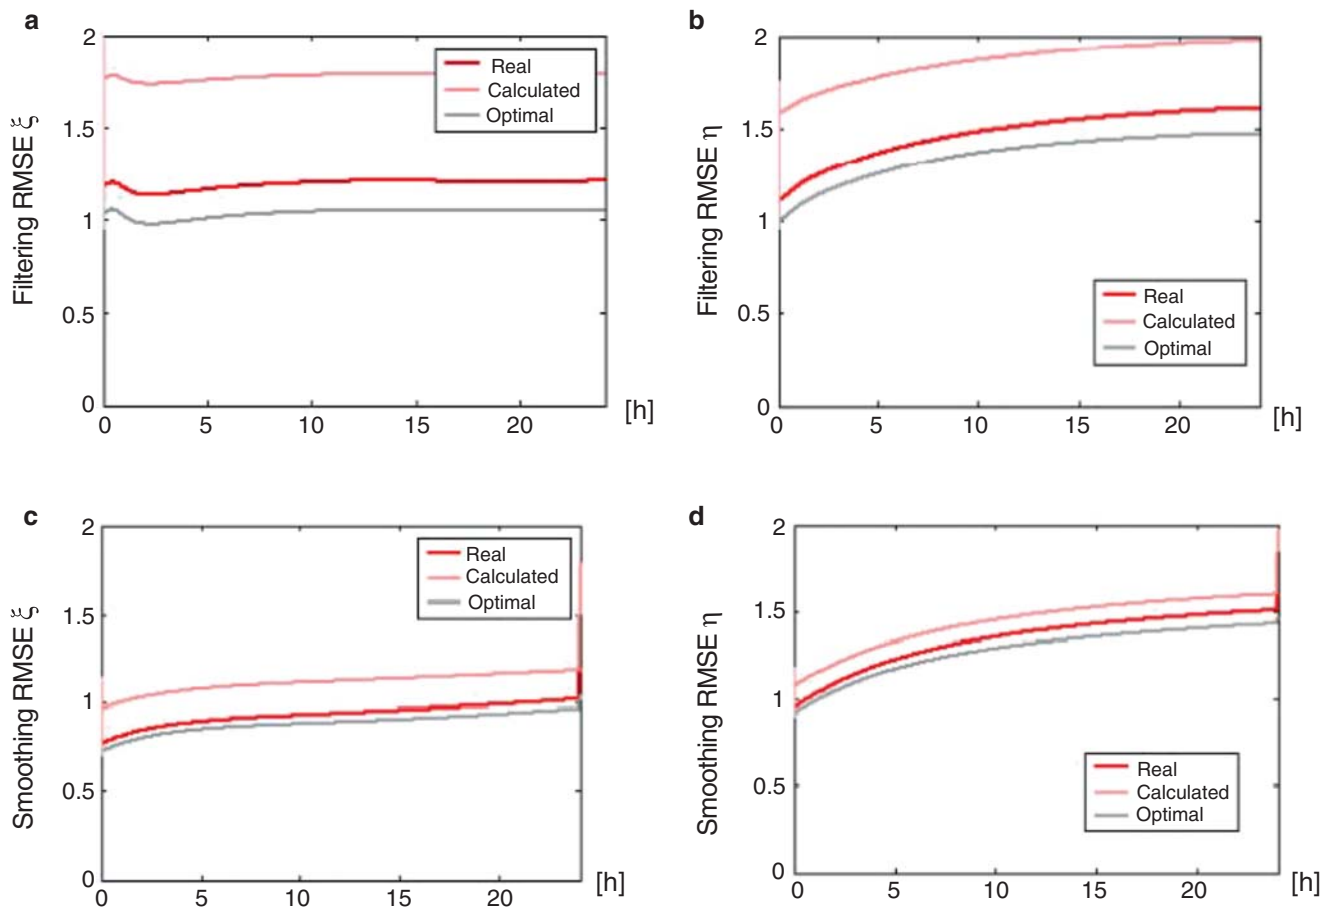 a
Filtering RMSE ξ
2
1.5
1
0.5
0
0
5
10
15
20
[h]
Real
Calculated
Optimal
b
Filtering RMSE η
2
1.5
1
0.5
0
0
5
10
15
20
[h]
Real
Calculated
Optimal
c
Smoothing RMSE ξ
2
1.5
1
0.5
0
0
5
10
15
20
[h]
Real
Calculated
Optimal
d
Smoothing RMSE η
2
1.5
1
0.5
0
0
5
10
15
20
[h]
Real
Calculated
Optimal